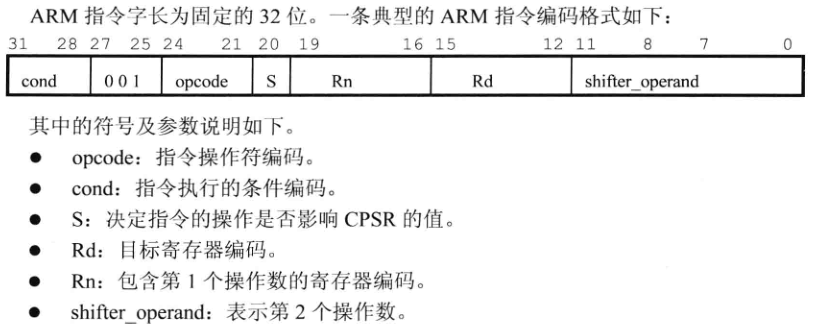 ARM 指令字长为固定的 32 位。一条典型的 ARM 指令编码格式如下：
31 28 27 25 24 21 20 19 16 15 12 11 8 7 0
cond 0 0 1 opcode S Rn Rd shifter_operand
其中的符号及参数说明如下。
● opcode：指令操作符编码。
● cond：指令执行的条件编码。
● S：决定指令的操作是否影响 CPSR 的值。
● Rd：目标寄存器编码。
● Rn：包含第 1 个操作数的寄存器编码。
● shifter_operand：表示第 2 个操作数。